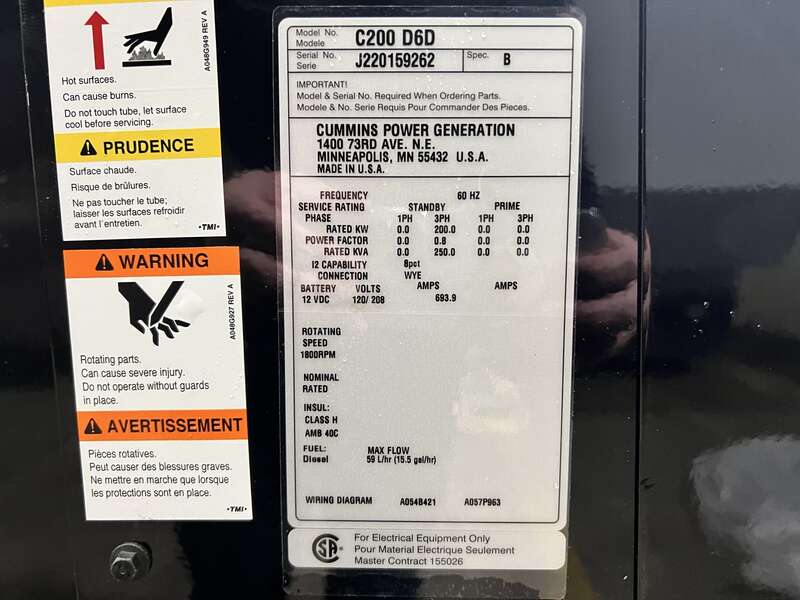 A048G949 REV A
Hot surfaces.
Can cause burns.
Do not touch tube, let surface
cool before servicing.
PRUDENCE
Surface chaude.
Risque de brûlures.
Ne pas toucher le tube;
laisser les surfaces refroidir
avant l'entretien.
•TMI•
WARNING
A048G927 REV A
Rotating parts.
Can cause severe injury.
Do not operate without guards
in place.
AVERTISSEMENT
Pièces rotatives.
Peut causer des blessures graves.
Ne mettre en marche que lorsque
les protections sont en place.
•TMI•
Model No. C200 D6D
Modele
Serial No. J220159262 Spec. B
Serie
IMPORTANT!
Model & Serial No. Required When Ordering Parts.
Modele & No. Serie Requis Pour Commander Des Pieces.
CUMMINS POWER GENERATION
1400 73RD AVE. N.E.
MINNEAPOLIS, MN 55432 U.S.A.
MADE IN U.S.A.
FREQUENCY 60 HZ
SERVICE RATING STANDBY PRIME
PHASE 1PH 3PH 1PH 3PH
RATED KW 0.0 200.0 0.0 0.0
POWER FACTOR 0.0 0.8 0.0 0.0
RATED KVA 0.0 250.0 0.0 0.0
I2 CAPABILITY 8pct
CONNECTION WYE
BATTERY VOLTS AMPS AMPS
12 VDC 120/ 208 693.9
ROTATING
SPEED
1800RPM
NOMINAL
RATED
INSUL:
CLASS H
AMB 40C
FUEL: MAX FLOW
Diesel 59 L/hr (15.5 gal/hr)
WIRING DIAGRAM A054B421 A057P963
SA
For Electrical Equipment Only
Pour Material Electrique Seulement
Master Contract 155026